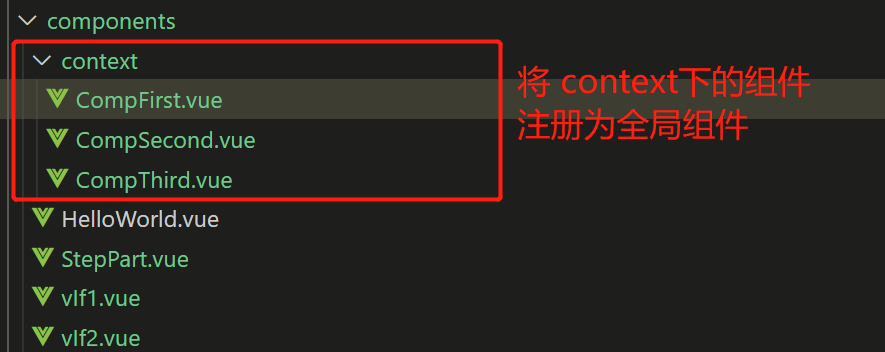 components
context
将 context下的组件
注册为全局组件
CompFirst.vue
CompSecond.vue
CompThird.vue
HelloWorld.vue
StepPart.vue
vIf1.vue
vIf2.vue